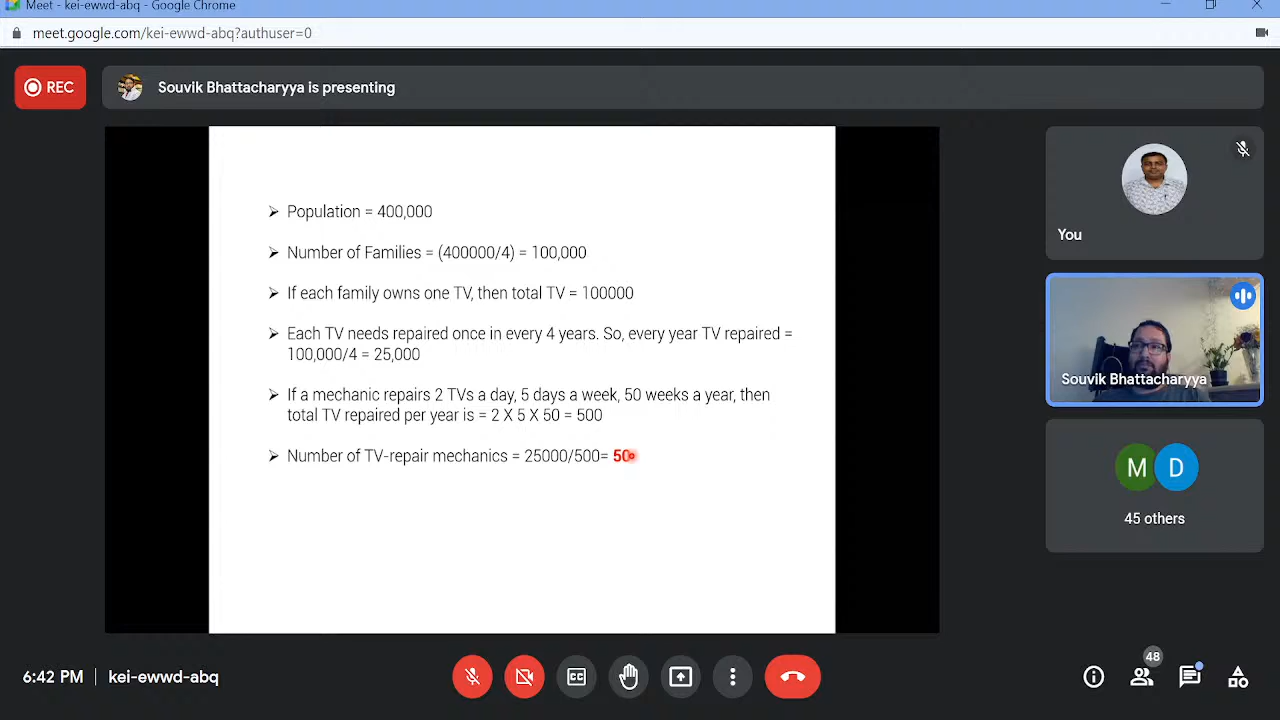 Meet - kei-ewwd-abq - Google Chrome
meet.google.com/kei-ewwd-abq?authuser=0
REC
Souvik Bhattacharyya is presenting
➢ Population = 400,000
➢ Number of Families = (400000/4) = 100,000
➢ If each family owns one TV, then total TV = 100000
➢ Each TV needs repaired once in every 4 years. So, every year TV repaired =
100,000/4 = 25,000
➢ If a mechanic repairs 2 TVs a day, 5 days a week, 50 weeks a year, then
total TV repaired per year is = 2 X 5 X 50 = 500
➢ Number of TV-repair mechanics = 25000/500= 50
You
Souvik Bhattacharyya
M D
45 others
6:42 PM | kei-ewwd-abq
CC
48